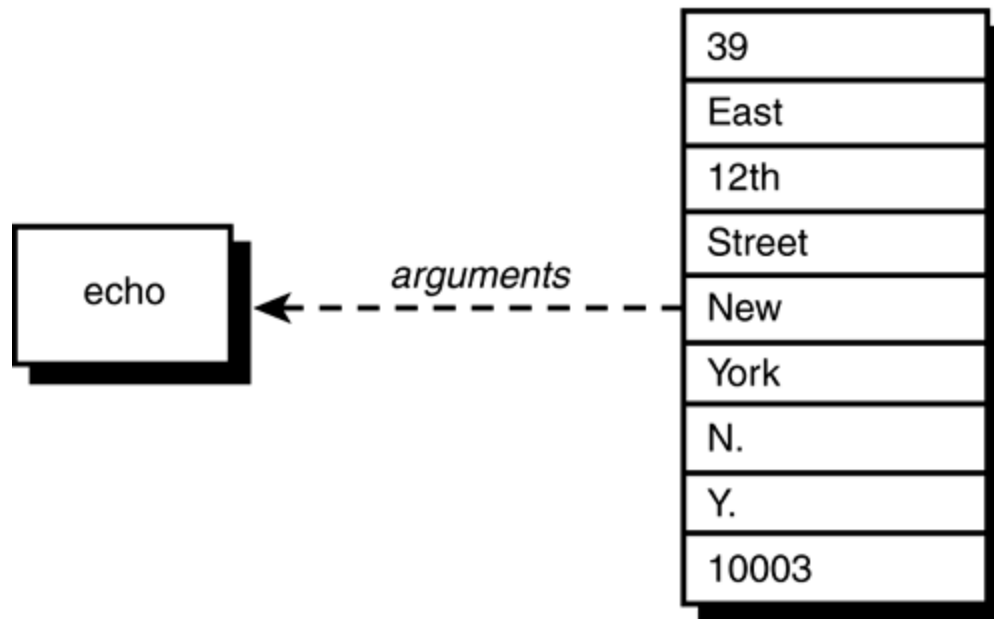 echo
arguments
39
East
12th
Street
New
York
N.
Y.
10003